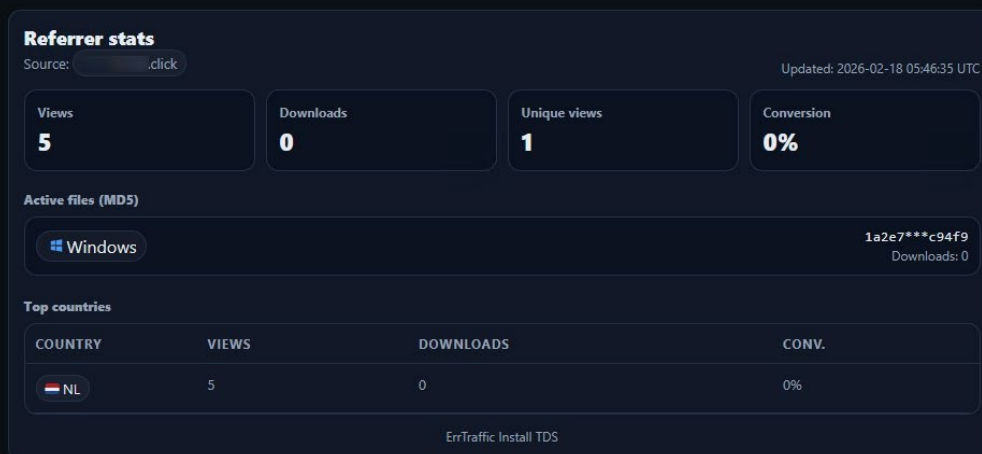 Referrer stats
Source: .click
Updated: 2026-02-18 05:46:35 UTC
Views
5
Downloads
0
Unique views
1
Conversion
0%
Active files (MD5)
Windows
1a2e7***c94f9
Downloads: 0
Top countries
COUNTRY VIEWS DOWNLOADS CONV.
NL 5 0 0%
ErrTraffic Install TDS